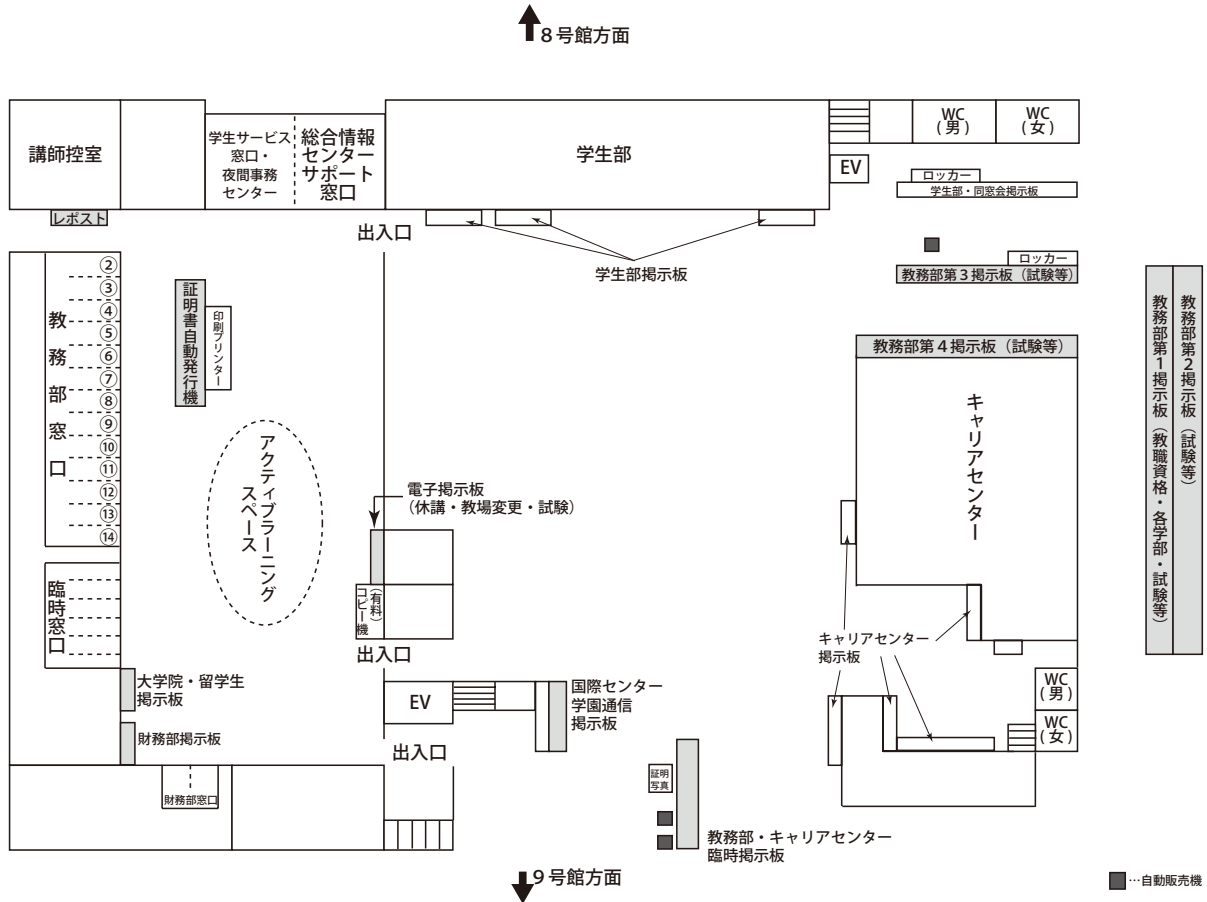 8号館方面
講師控室
学生サービス
窓口・
夜間事務
センター
総合情報
センター
サポート
窓口
学生部
WC
(男)
WC
(女)
EV
ロッカー
学生部・同窓会掲示板
レポスト
出入口
学生部掲示板
ロッカー
教務部第3掲示板（試験等）
教務部窓口
②
③
④
⑤
⑥
⑦
⑧
⑨
⑩
⑪
⑫
⑬
⑭
証明書自動発行機
印刷プリンター
教務部第4掲示板（試験等）
キャリアセンター
教務部第1掲示板（教職資格・各学部・試験等）
教務部第2掲示板（試験等）
アクティブラーニング
スペース
電子掲示板
（休講・教場変更・試験）
（有料）
コピー機
臨時窓口
出入口
キャリアセンター
掲示板
大学院・留学生
掲示板
財務部掲示板
EV
国際センター
学園通信
掲示板
WC
(男)
WC
(女)
出入口
証明
写真
財務部窓口
教務部・キャリアセンター
臨時掲示板
9号館方面
…自動販売機